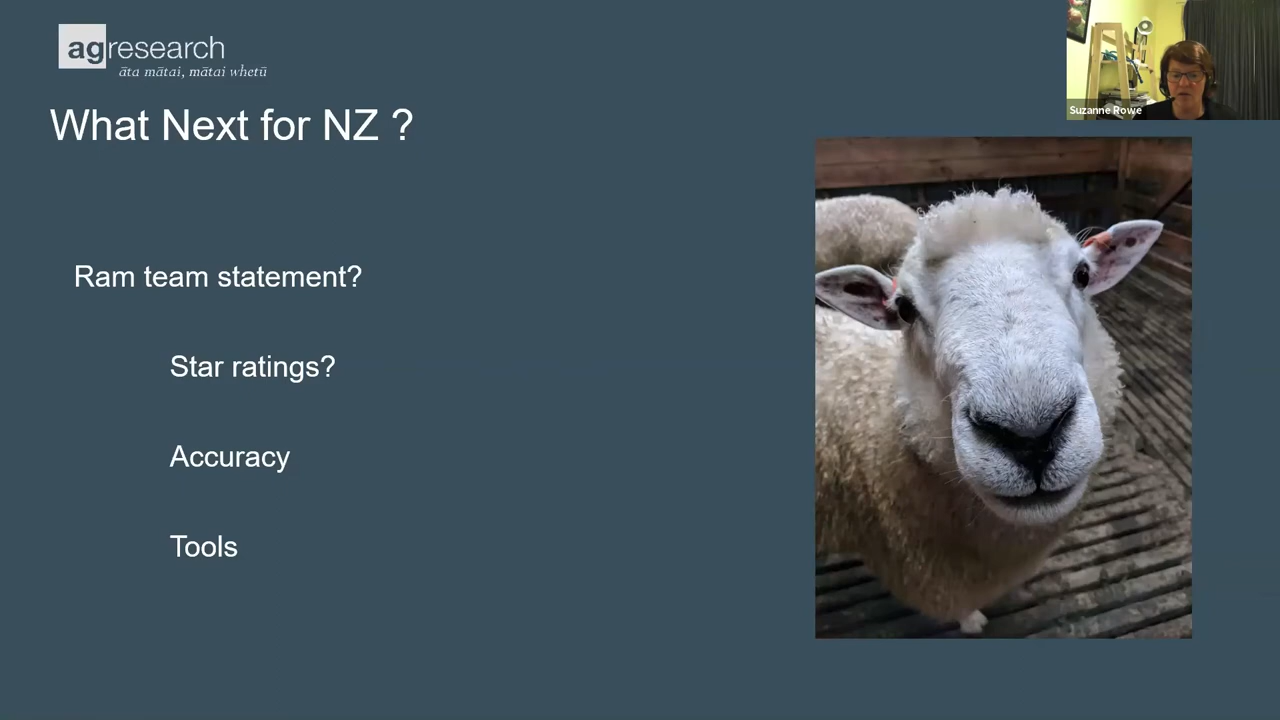 agresearch
āta mātai, mātai whetū
Suzanne Rowe
What Next for NZ ?
Ram team statement?
Star ratings?
Accuracy
Tools